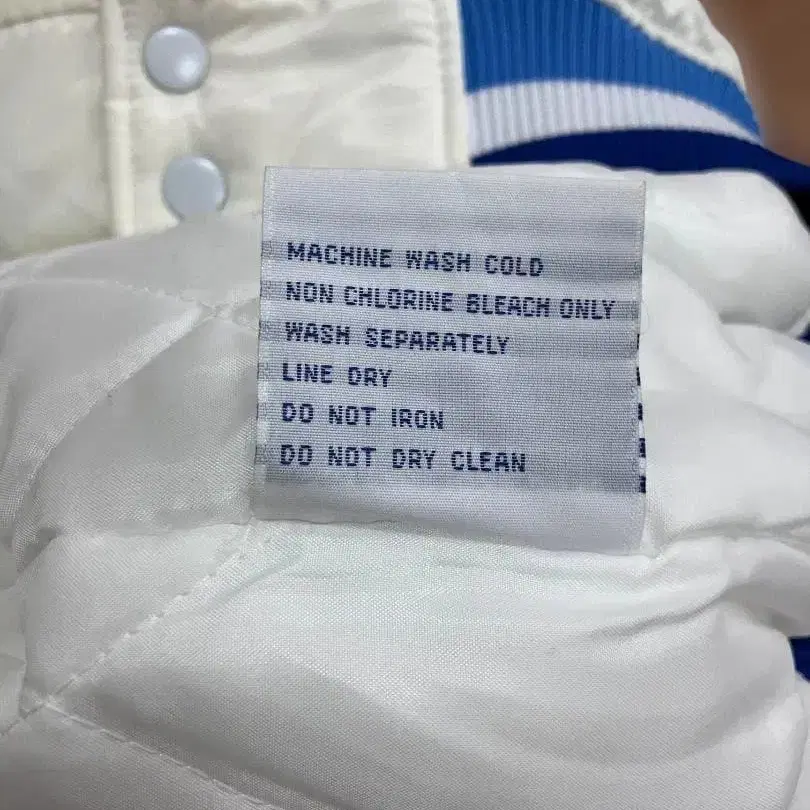 MACHINE WASH COLD
NON CHLORINE BLEACH ONLY
WASH SEPARATELY
LINE DRY
DO NOT IRON
DO NOT DRY CLEAN